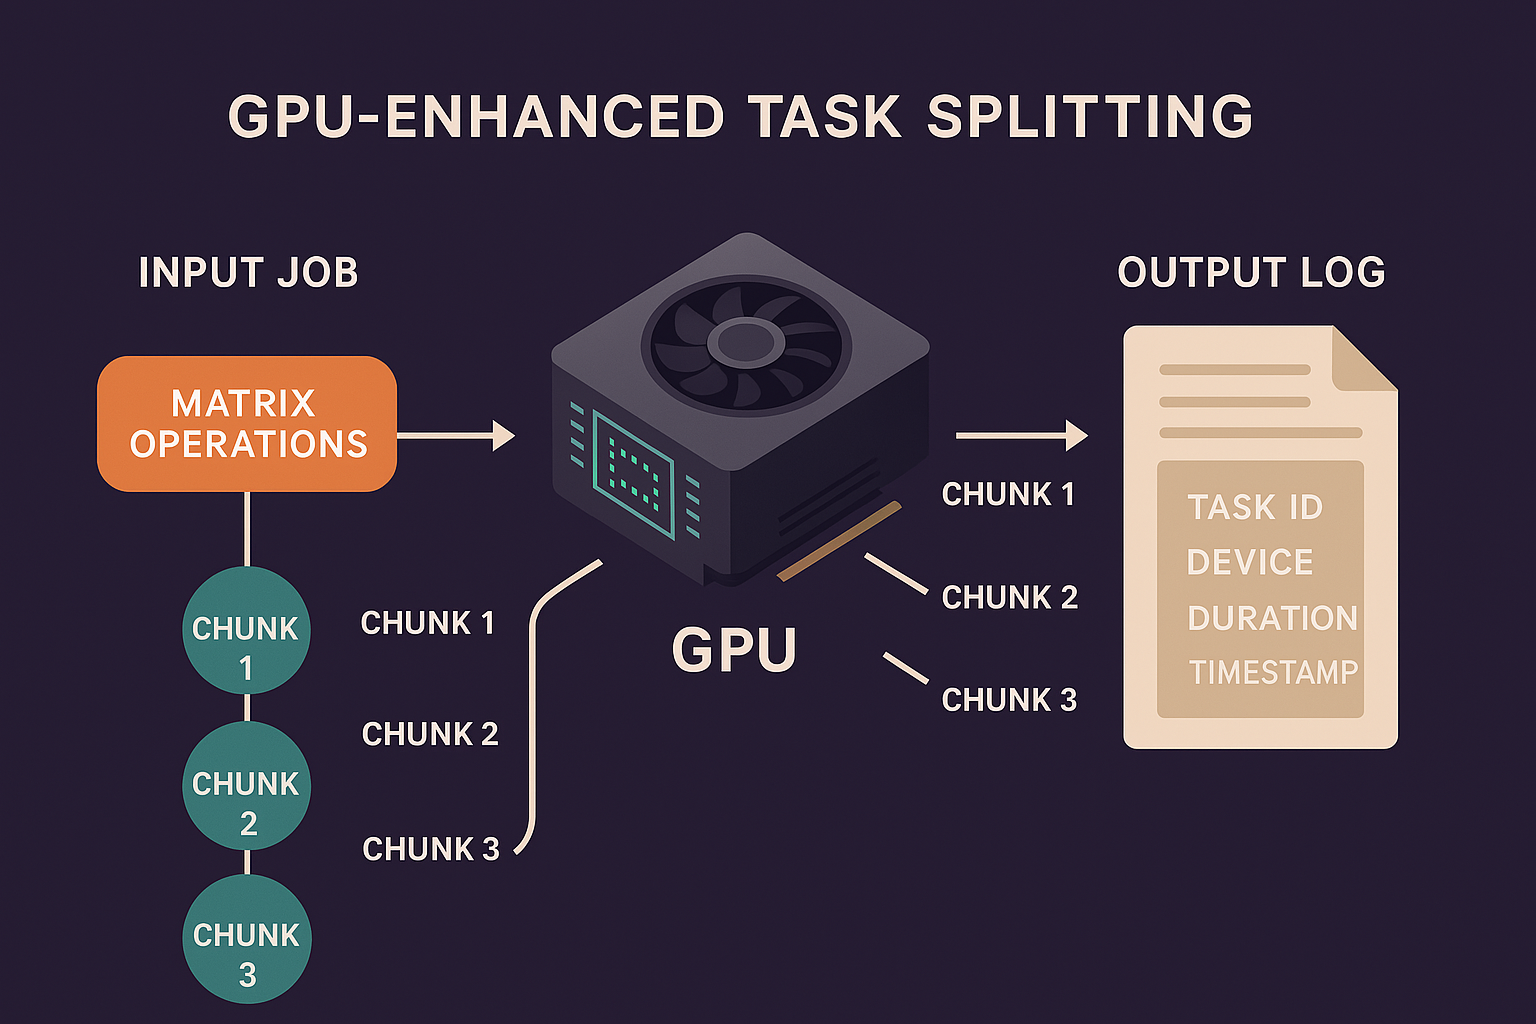 GPU-ENHANCED TASK SPLITTING
INPUT JOB
MATRIX
OPERATIONS
CHUNK
1
CHUNK
2
CHUNK
3
CHUNK 1
CHUNK 2
CHUNK 3
GPU
CHUNK 1
CHUNK 2
CHUNK 3
OUTPUT LOG
TASK ID
DEVICE
DURATION
TIMESTAMP